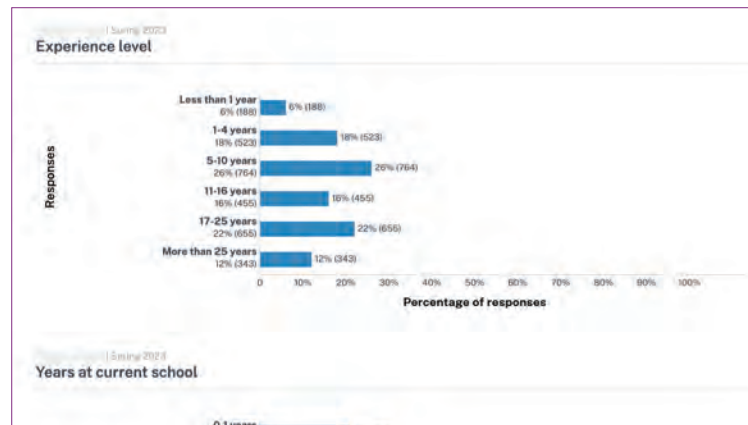 | Spring 2023
Experience level
Less than 1 year
6% (188)
6% (188)
1-4 years
18% (523)
18% (523)
5-10 years
26% (764)
26% (764)
11-16 years
16% (455)
16% (455)
17-25 years
22% (655)
22% (655)
More than 25 years
12% (343)
12% (343)
Responses
0 10% 20% 30% 40% 50% 60% 70% 80% 90% 100%
Percentage of responses
| Spring 2023
Years at current school
0-1 years